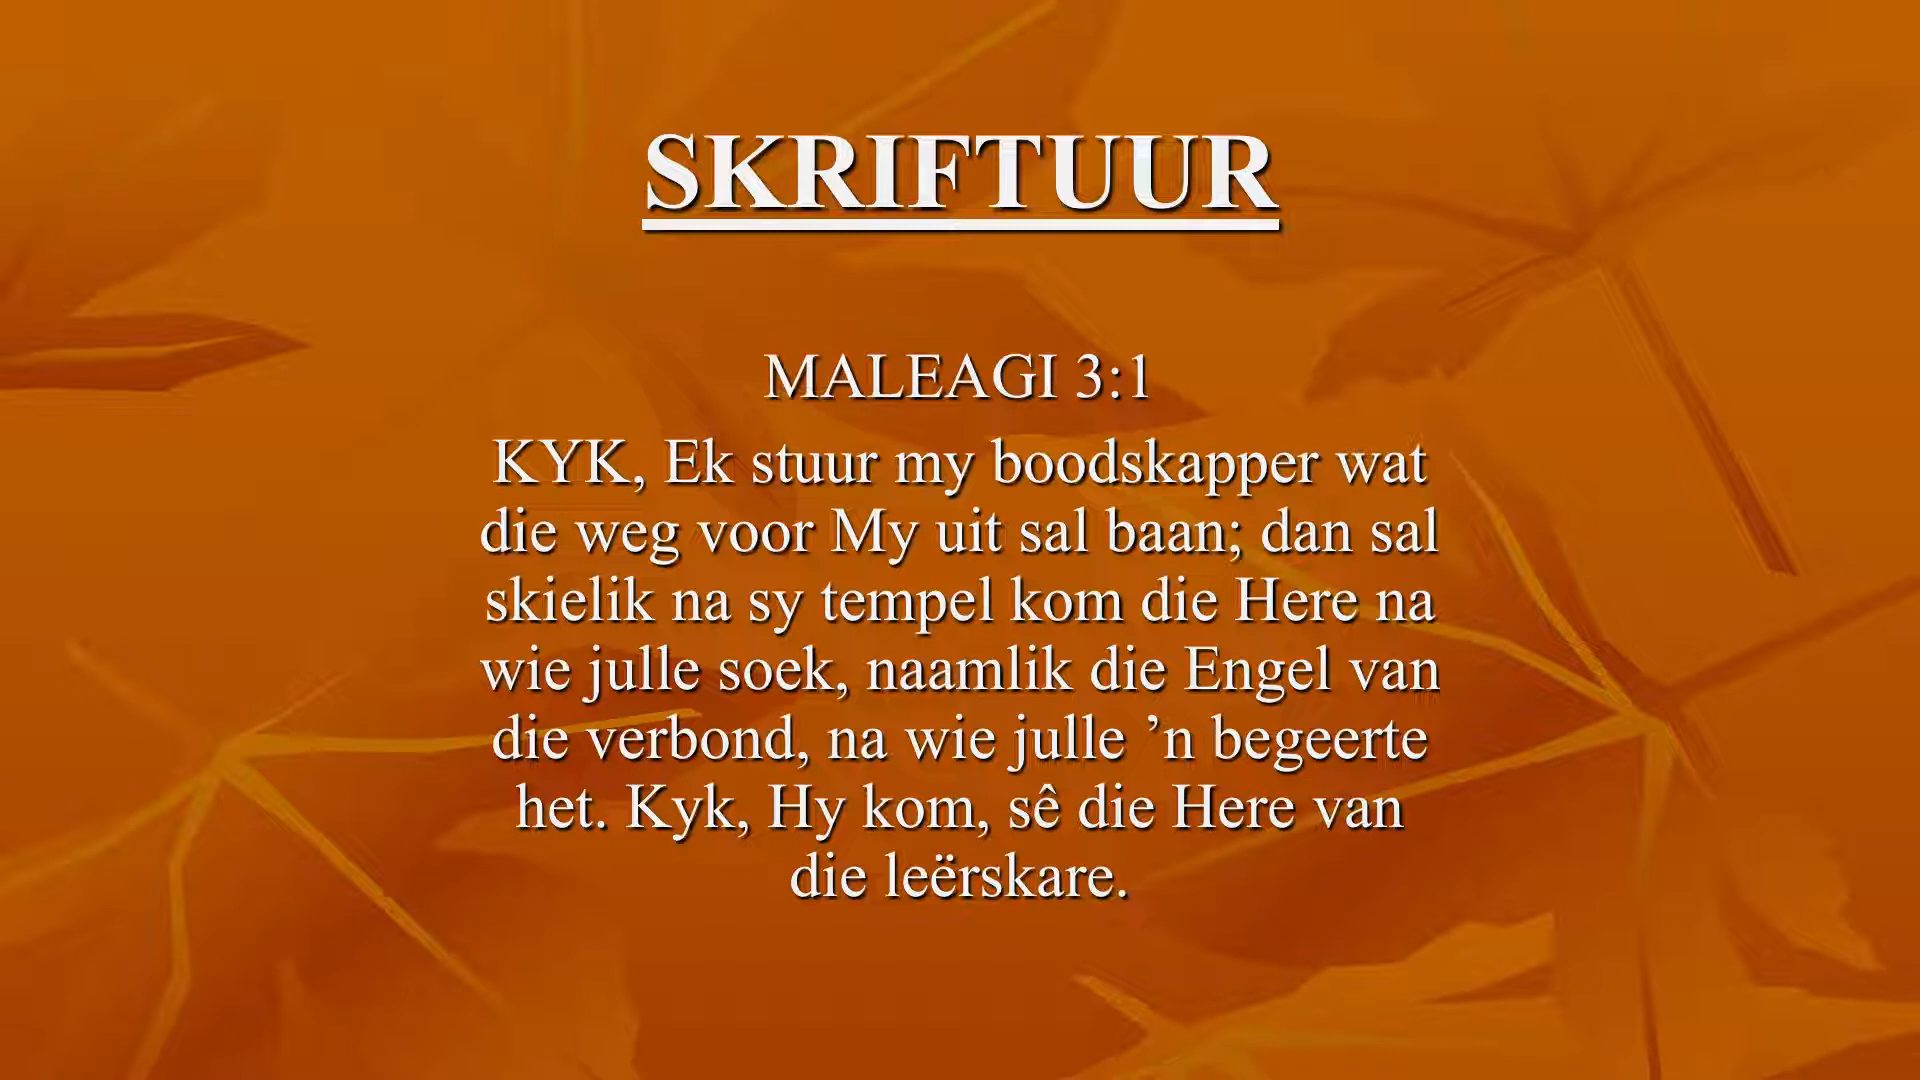 SKRIFTUUR
MALEAGI 3:1
KYK, Ek stuur my boodskapper wat
die weg voor My uit sal baan; dan sal
skielik na sy tempel kom die Here na
wie julle soek, naamlik die Engel van
die verbond, na wie julle ’n begeerte
het. Kyk, Hy kom, sê die Here van
die leërskare.